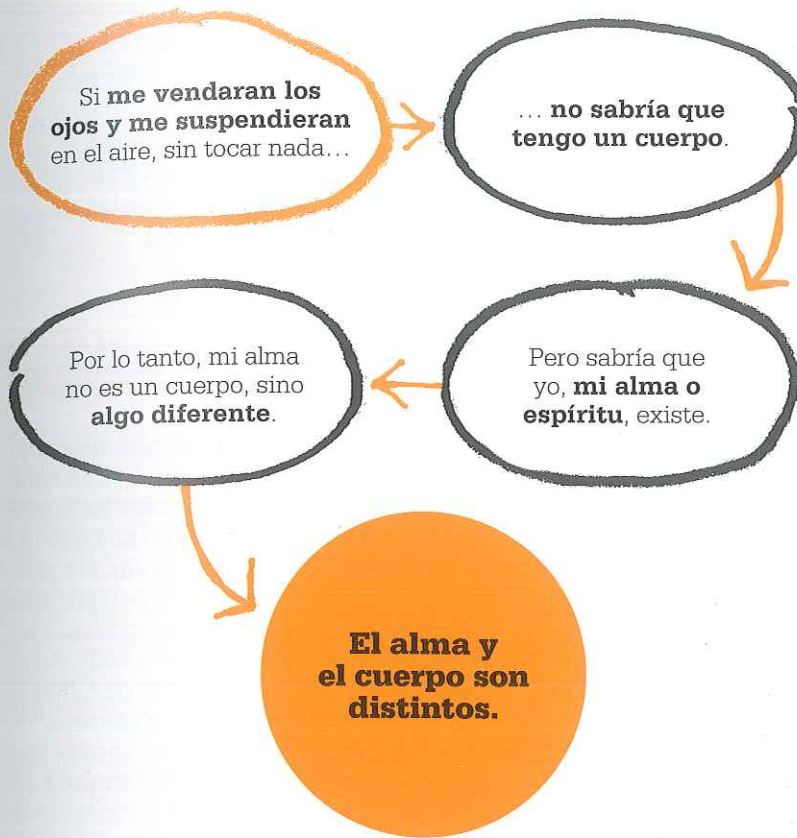 Si me vendaran los
ojos y me suspendieran
en el aire, sin tocar nada…
… no sabría que
tengo un cuerpo.
Pero sabría que
yo, mi alma o
espíritu, existe.
Por lo tanto, mi alma
no es un cuerpo, sino
algo diferente.
El alma y
el cuerpo son
distintos.